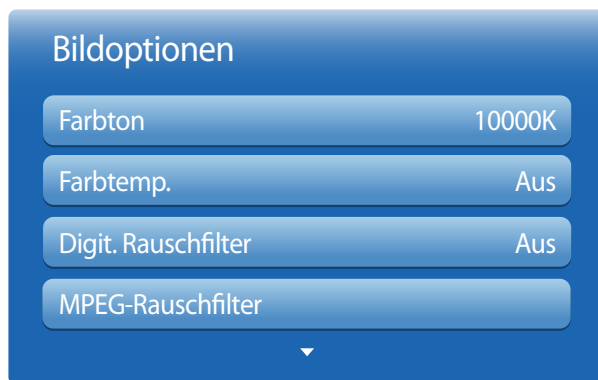 Bildoptionen
Farbton 10000K
Farbtemp. Aus
Digit. Rauschfilter Aus
MPEG-Rauschfilter